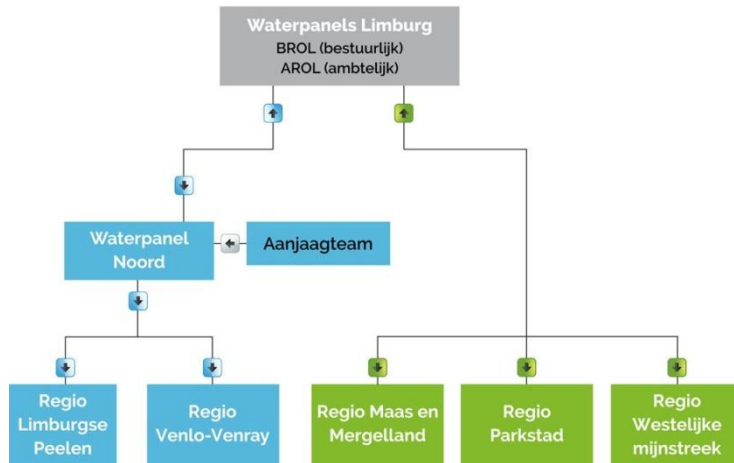 Waterpanels Limburg
BROL (bestuurlijk)
AROL (ambtelijk)
Waterpanel
Noord
Aanjaagteam
Regio
Limburgse
Peelen
Regio
Venlo-Venray
Regio Maas en
Mergelland
Regio
Parkstad
Regio
Westelijke
mijnstreek